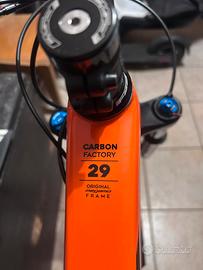 CARBON
FACTORY
29
ORIGINAL
FRAME